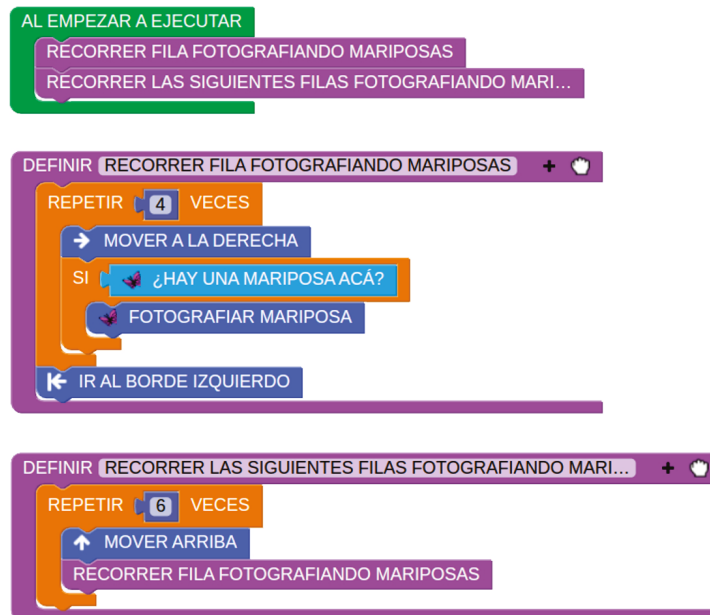 AL EMPEZAR A EJECUTAR
RECORRER FILA FOTOGRAFIANDO MARIPOSAS
RECORRER LAS SIGUIENTES FILAS FOTOGRAFIANDO MARI...
DEFINIR RECORRER FILA FOTOGRAFIANDO MARIPOSAS +
REPETIR 4 VECES
MOVER A LA DERECHA
SI ¿HAY UNA MARIPOSA ACÁ?
FOTOGRAFIAR MARIPOSA
IR AL BORDE IZQUIERDO
DEFINIR RECORRER LAS SIGUIENTES FILAS FOTOGRAFIANDO MARI... +
REPETIR 6 VECES
MOVER ARRIBA
RECORRER FILA FOTOGRAFIANDO MARIPOSAS